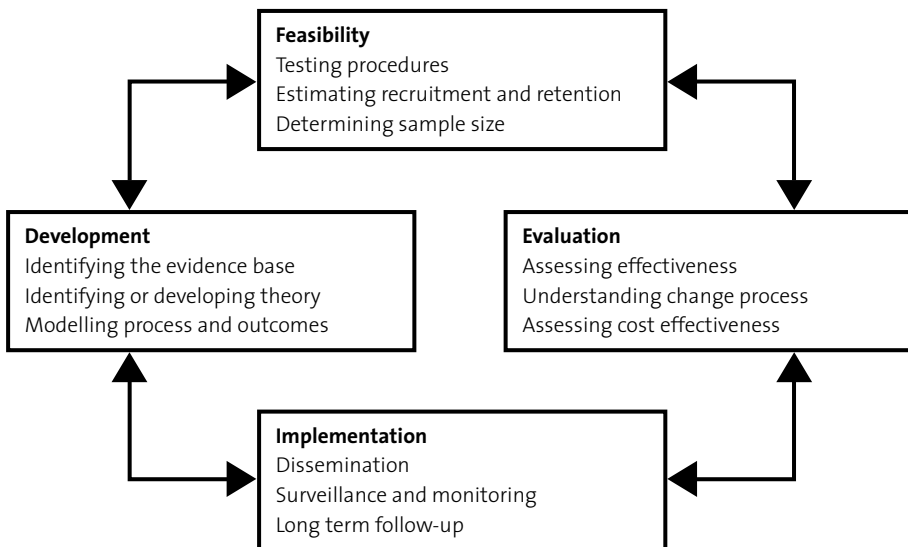 Feasibility
Testing procedures
Estimating recruitment and retention
Determining sample size
Development
Identifying the evidence base
Identifying or developing theory
Modelling process and outcomes
Evaluation
Assessing effectiveness
Understanding change process
Assessing cost effectiveness
Implementation
Dissemination
Surveillance and monitoring
Long term follow-up